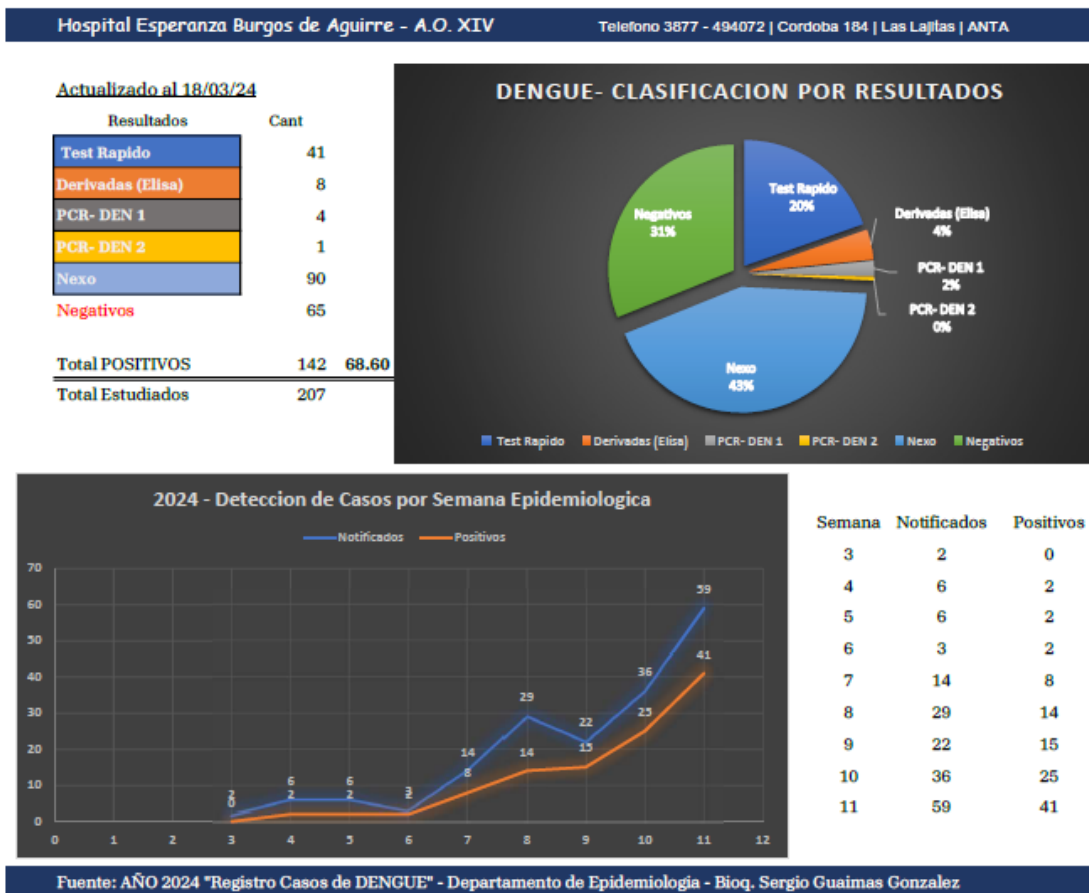 Hospital Esperanza Burgos de Aguirre - A.O. XIV
Telefono 3877 - 494072 | Cordoba 184 | Las Lajitas | ANTA
Actualizado al 18/03/24
Resultados Cant
Test Rapido 41
Derivadas (Elisa) 8
PCR- DEN 1 4
PCR- DEN 2 1
Nexo 90
Negativos 65
Total POSITIVOS 142 68.60
Total Estudiados 207
DENGUE- CLASIFICACION POR RESULTADOS
Test Rapido
20%
Derivadas (Elisa)
4%
PCR- DEN 1
2%
PCR- DEN 2
0%
Nexo
43%
Negativos
31%
Test Rapido Derivadas (Elisa) PCR- DEN 1 PCR- DEN 2 Nexo Negativos
2024 - Deteccion de Casos por Semana Epidemiologica
Notificados Positivos
70
60
50
40
30
20
10
0
0 1 2 3 4 5 6 7 8 9 10 11 12
2 6 6 3 14 29 22 36 59
0 2 2 2 8 14 15 25 41
Semana Notificados Positivos
3 2 0
4 6 2
5 6 2
6 3 2
7 14 8
8 29 14
9 22 15
10 36 25
11 59 41
Fuente: AÑO 2024 "Registro Casos de DENGUE" - Departamento de Epidemiologia - Bioq. Sergio Guaimas Gonzalez